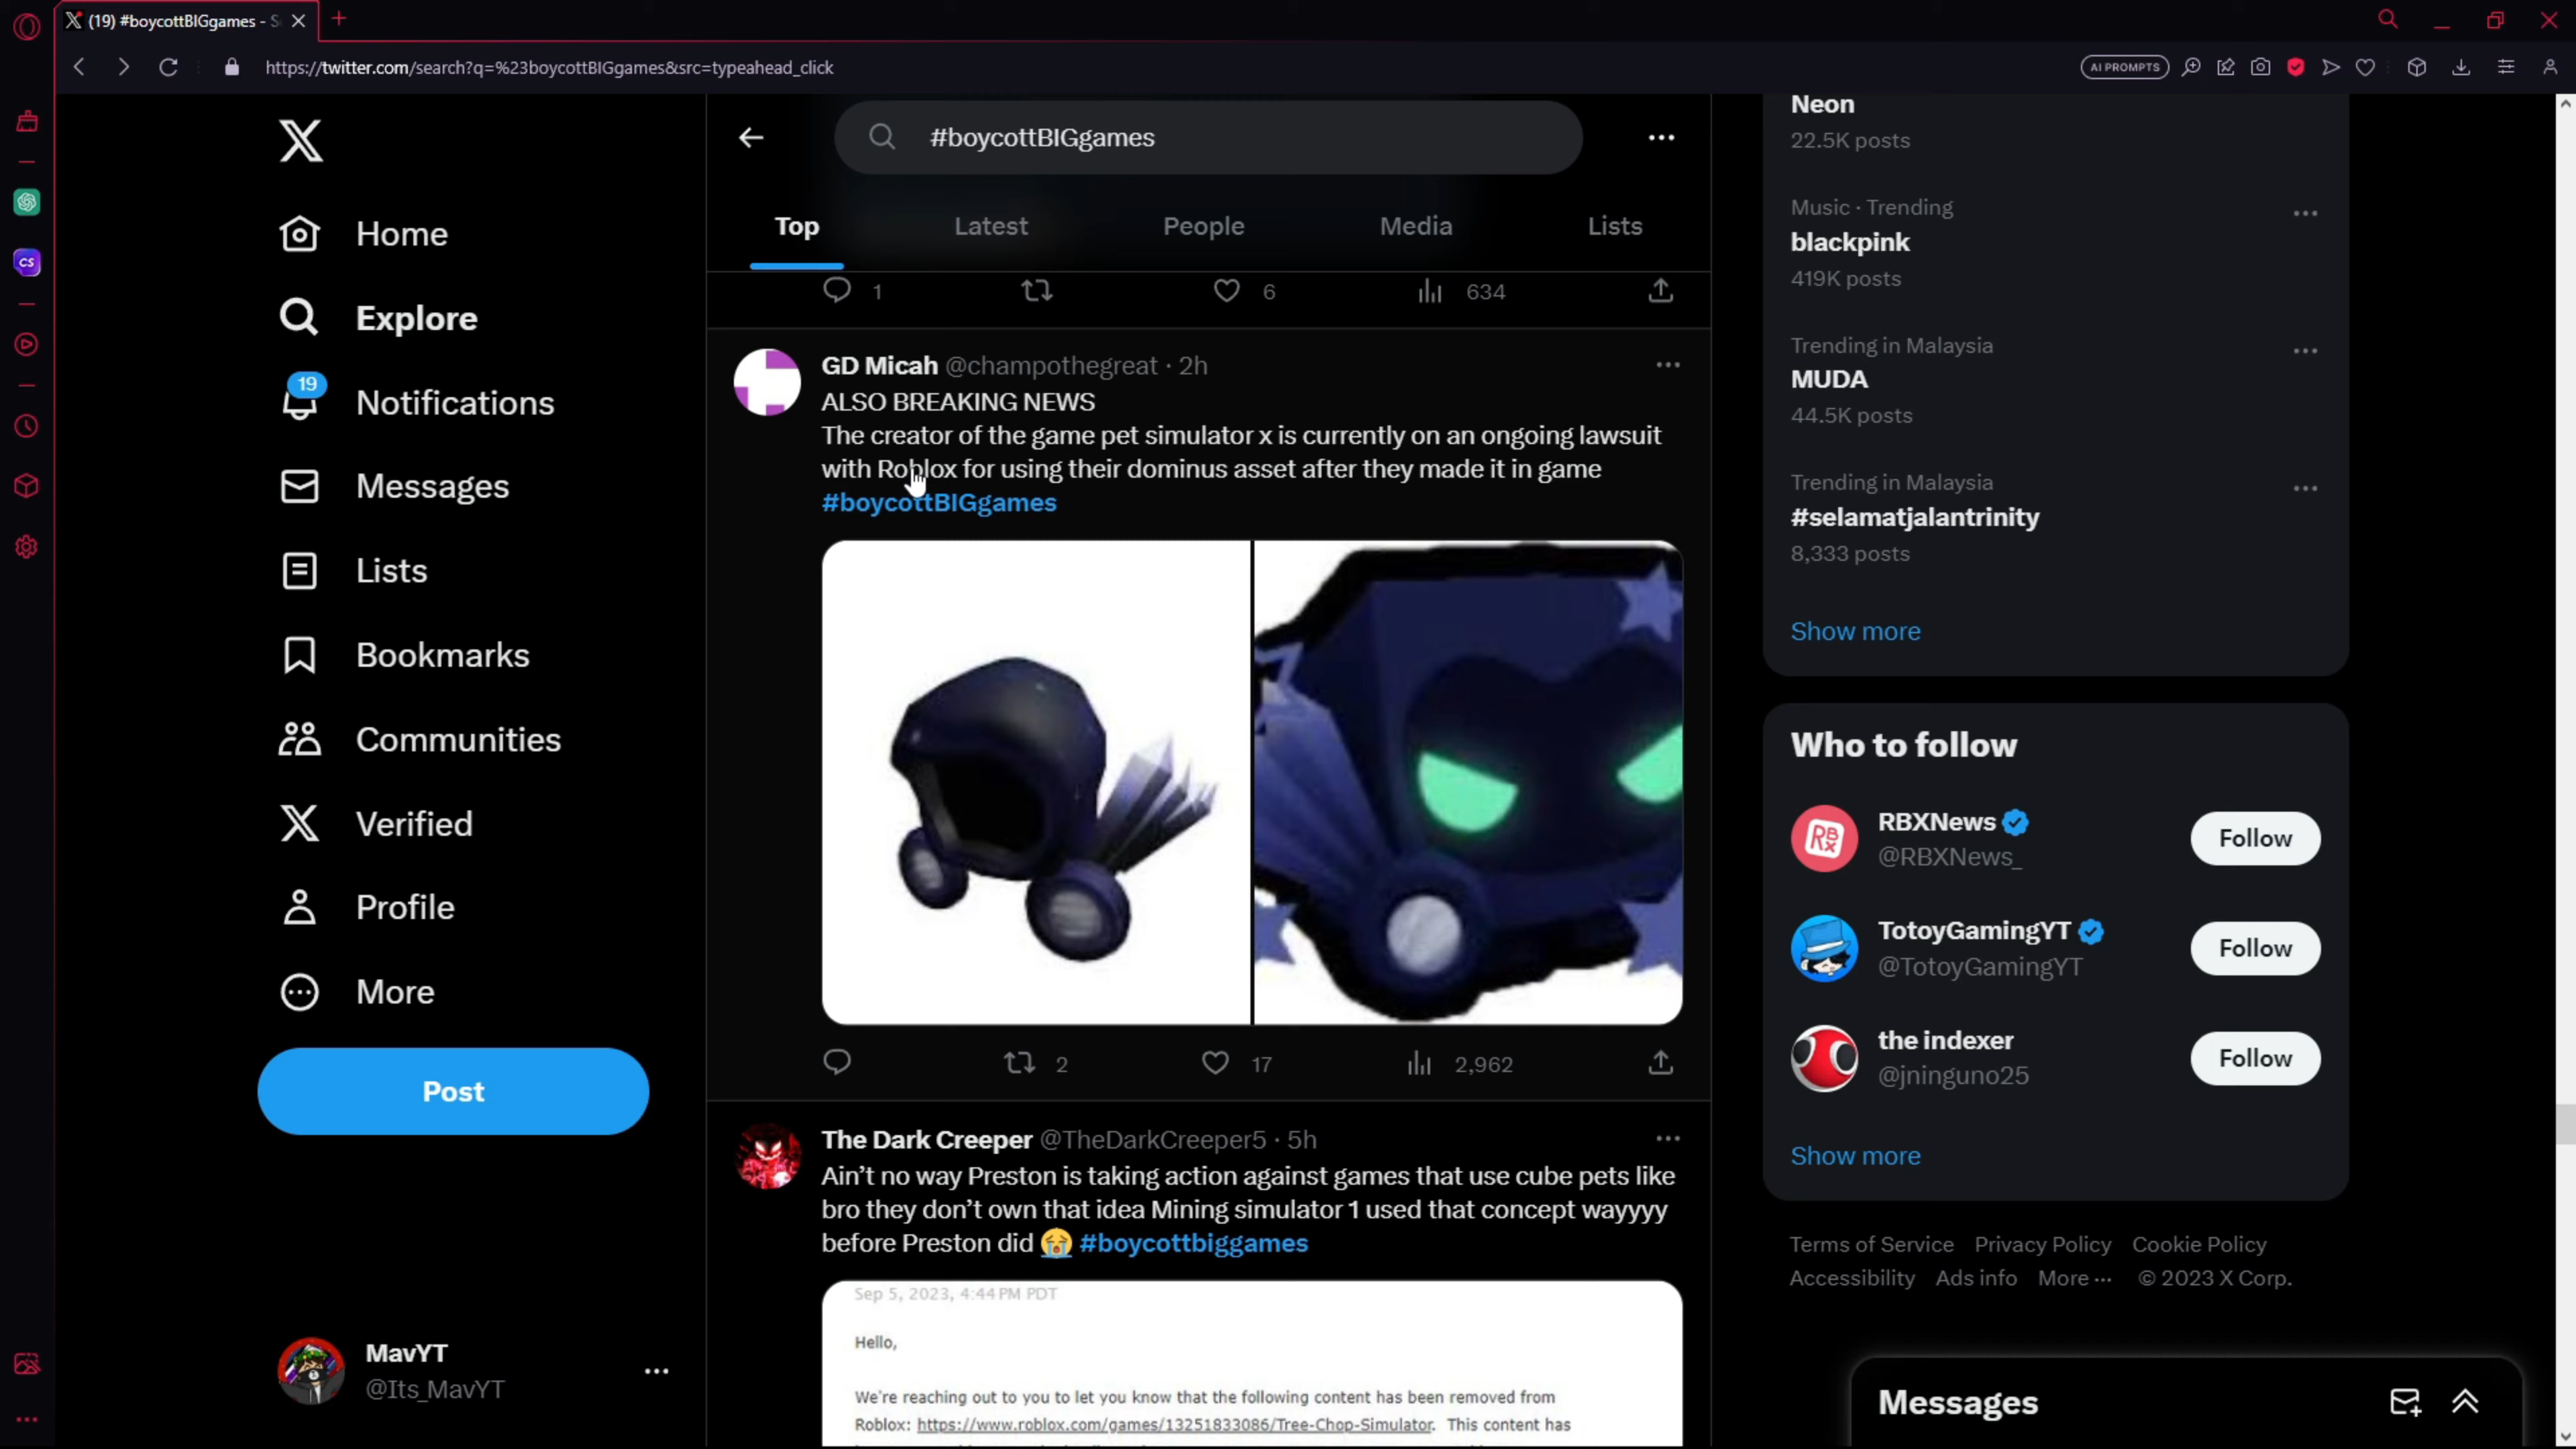 (19) #boycottBIGgames - S
https://twitter.com/search?q=%23boycottBIGgames&src=typeahead_click
AI PROMPTS
CS
Home
Explore
19
Notifications
Messages
Lists
Bookmarks
Communities
Verified
Profile
More
Post
MavYT
@Its_MavYT
#boycottBIGgames
Top
Latest
People
Media
Lists
1
6
634
GD Micah @champothegreat · 2h
ALSO BREAKING NEWS
The creator of the game pet simulator x is currently on an ongoing lawsuit
with Roblox for using their dominus asset after they made it in game
#boycottBIGgames
2
17
2,962
The Dark Creeper @TheDarkCreeper5 · 5h
Ain't no way Preston is taking action against games that use cube pets like
bro they don't own that idea Mining simulator 1 used that concept wayyyy
before Preston did 😭 #boycottbiggames
Sep 5, 2023, 4:44 PM PDT
Hello,
We're reaching out to you to let you know that the following content has been removed from
Roblox: https://www.roblox.com/games/13251833086/Tree-Chop-Simulator. This content has
Neon
22.5K posts
Music · Trending
blackpink
419K posts
Trending in Malaysia
MUDA
44.5K posts
Trending in Malaysia
#selamatjalantrinity
8,333 posts
Show more
Who to follow
RBXNews
@RBXNews_
Follow
TotoyGamingYT
@TotoyGamingYT
Follow
the indexer
@jninguno25
Follow
Show more
Terms of Service Privacy Policy Cookie Policy
Accessibility Ads info More ··· © 2023 X Corp.
Messages